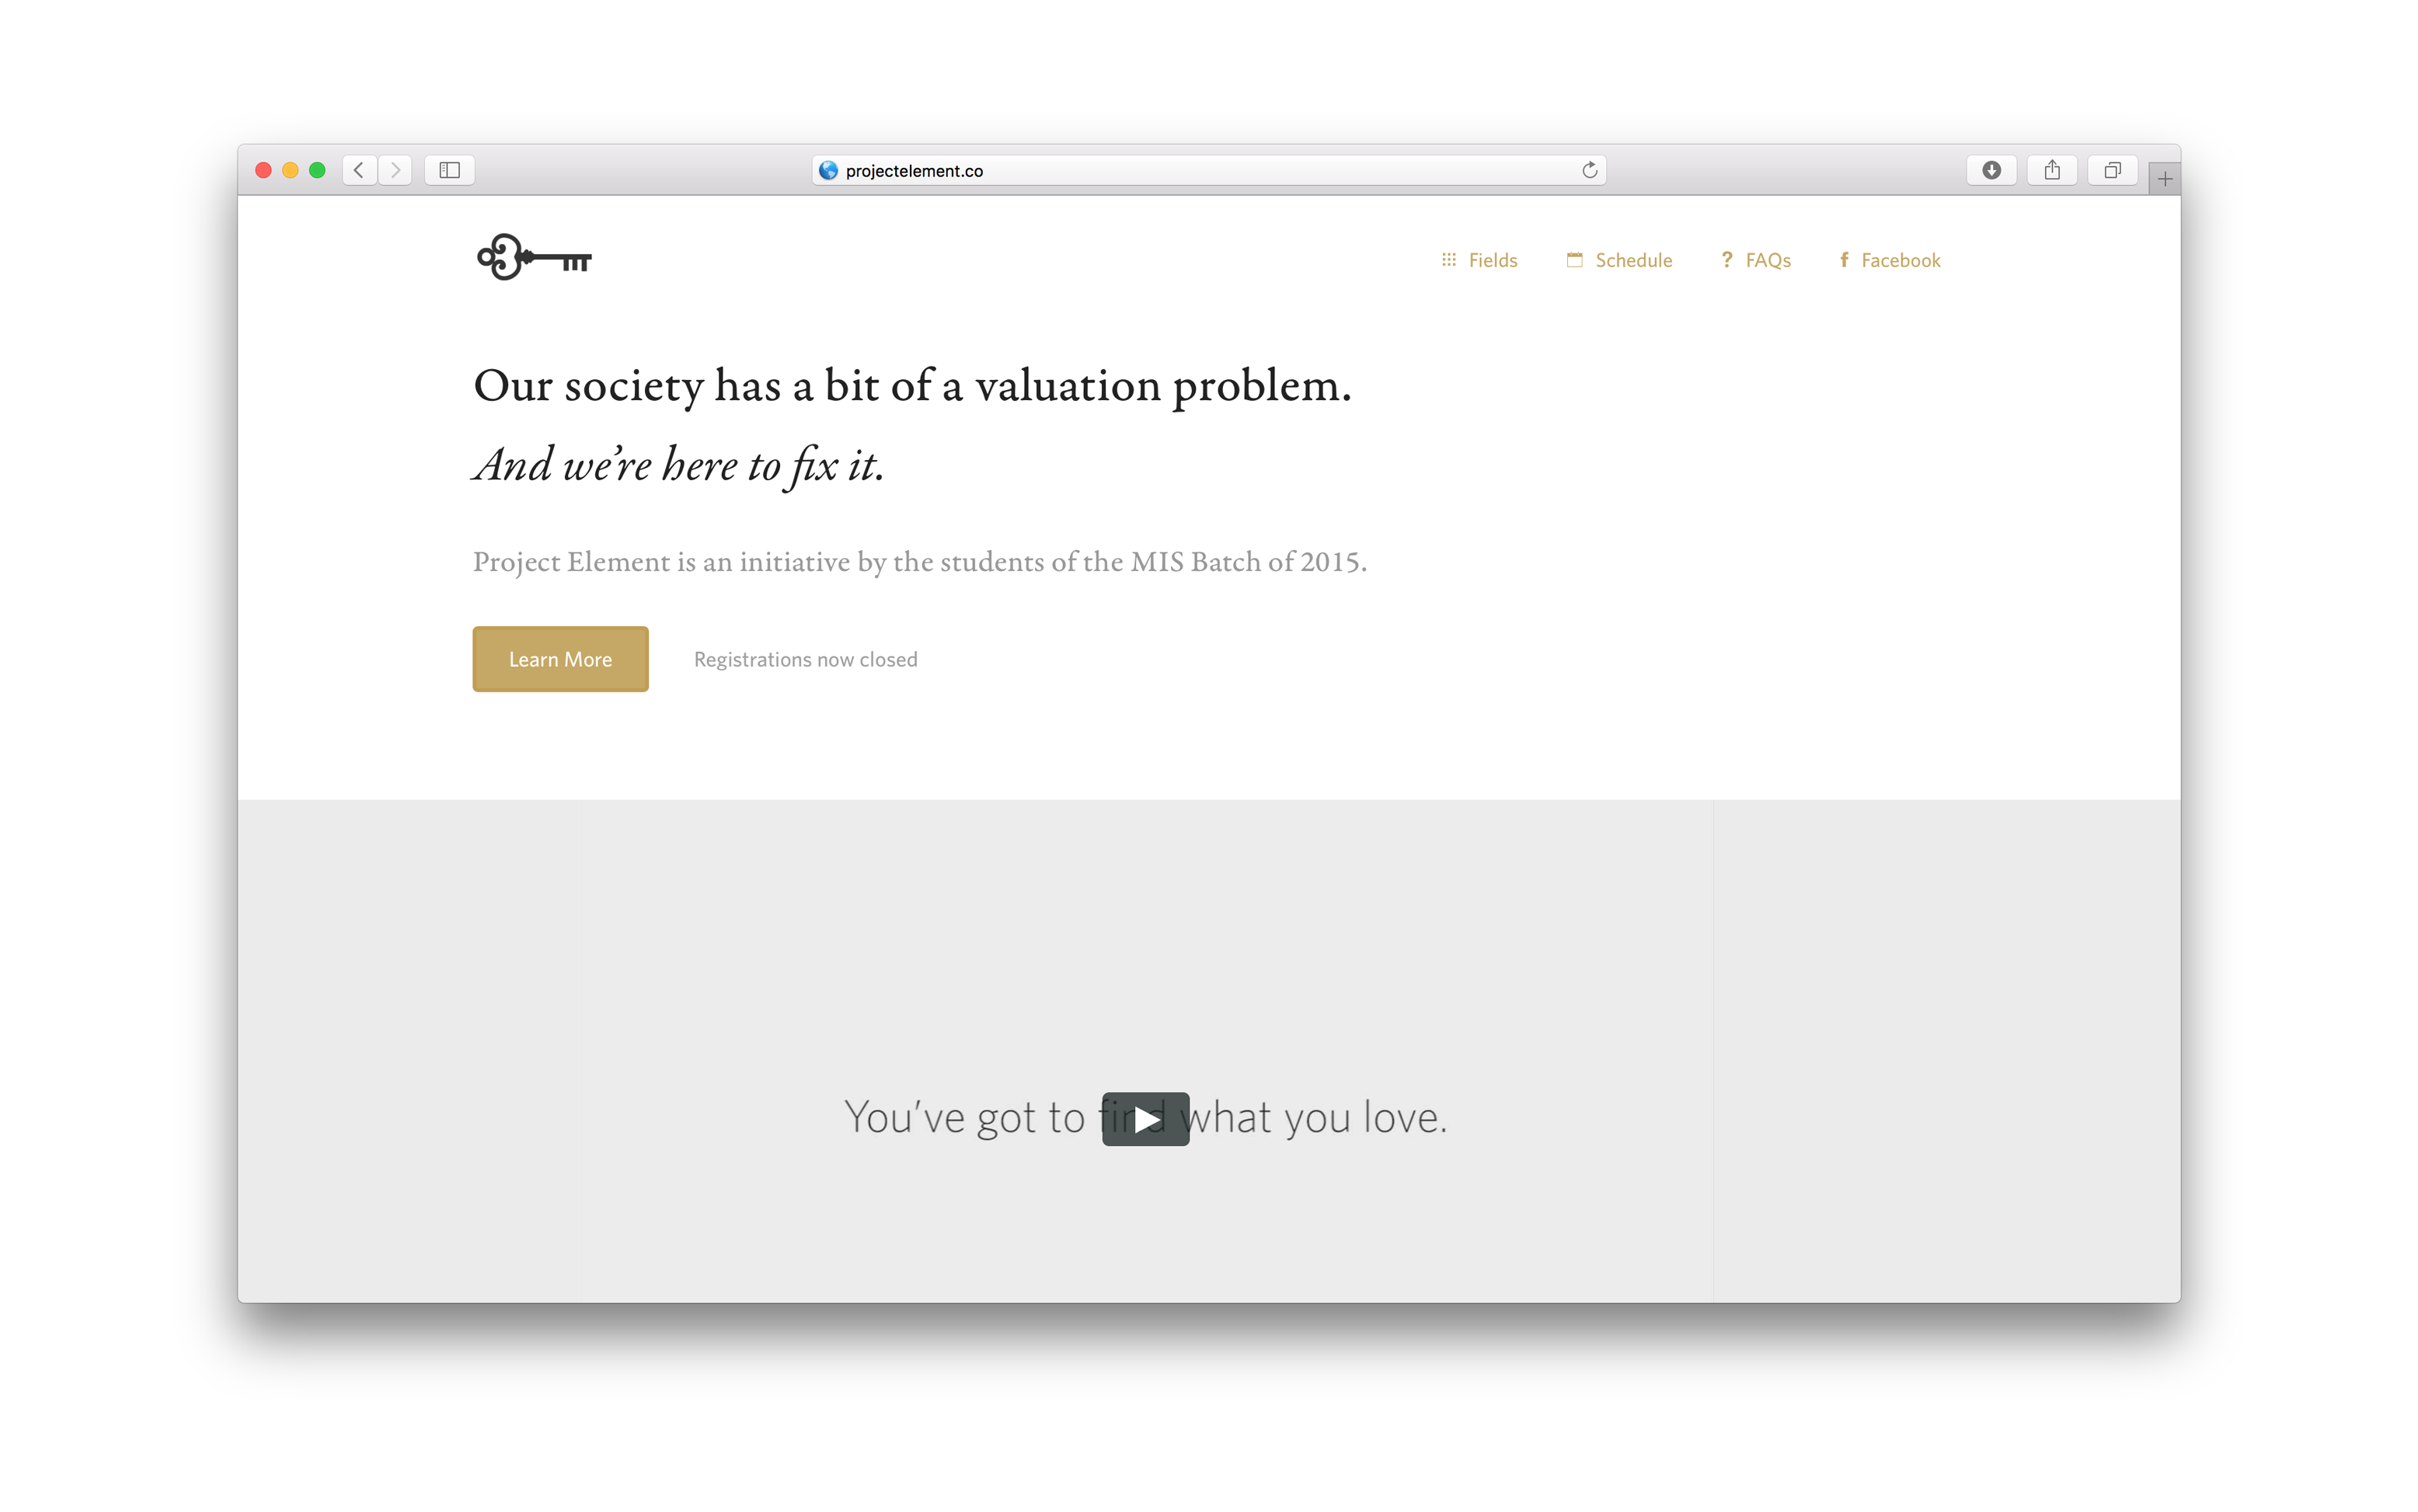 projectelement.co
Fields Schedule ? FAQs f Facebook
Our society has a bit of a valuation problem.
And we’re here to fix it.
Project Element is an initiative by the students of the MIS Batch of 2015.
Learn More Registrations now closed
You’ve got to find what you love.